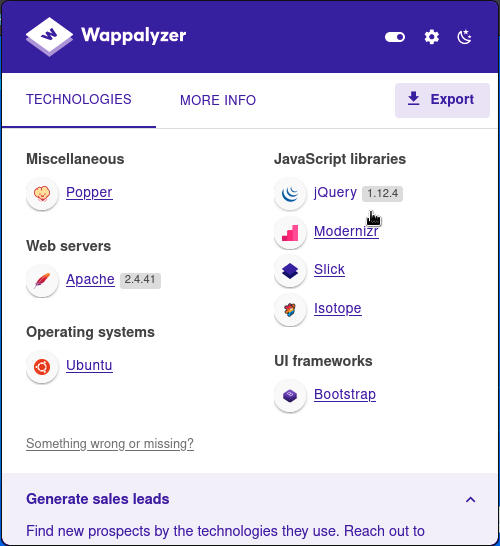 Wappalyzer
TECHNOLOGIES
MORE INFO
Export
Miscellaneous
Popper
Web servers
Apache 2.4.41
Operating systems
Ubuntu
JavaScript libraries
jQuery 1.12.4
Modernizr
Slick
Isotope
UI frameworks
Bootstrap
Something wrong or missing?
Generate sales leads
Find new prospects by the technologies they use. Reach out to